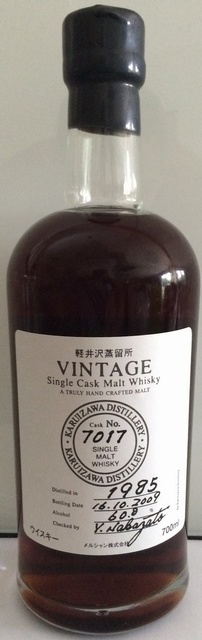 軽井沢蒸留所
VINTAGE
Single Cask Malt Whisky
A TRULY HAND CRAFTED MALT
KARUIZAWA DISTILLERY
Cask No.
7017
SINGLE
MALT
WHISKY
KARUIZAWA DISTILLERY
Distilled in 1985
Bottling Date 16.10.2009
Alcohol 60.8 %
Checked by Y. Nakazato
ウイスキー
メルシャン株式会社
700ml